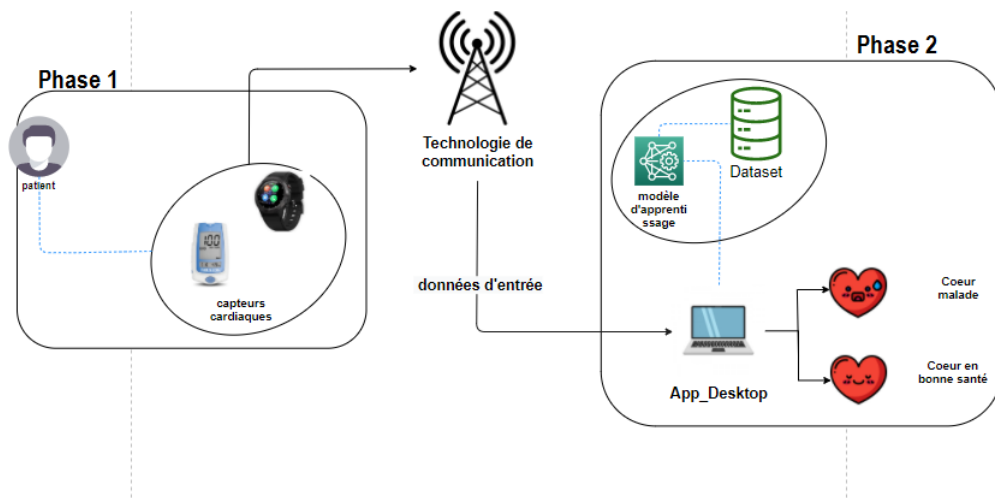 Phase 1
patient
100
capteurs
cardiaques
Technologie de
communication
données d'entrée
Phase 2
Dataset
modèle
d'apprenti
ssage
App_Desktop
Coeur
malade
Coeur en
bonne santé